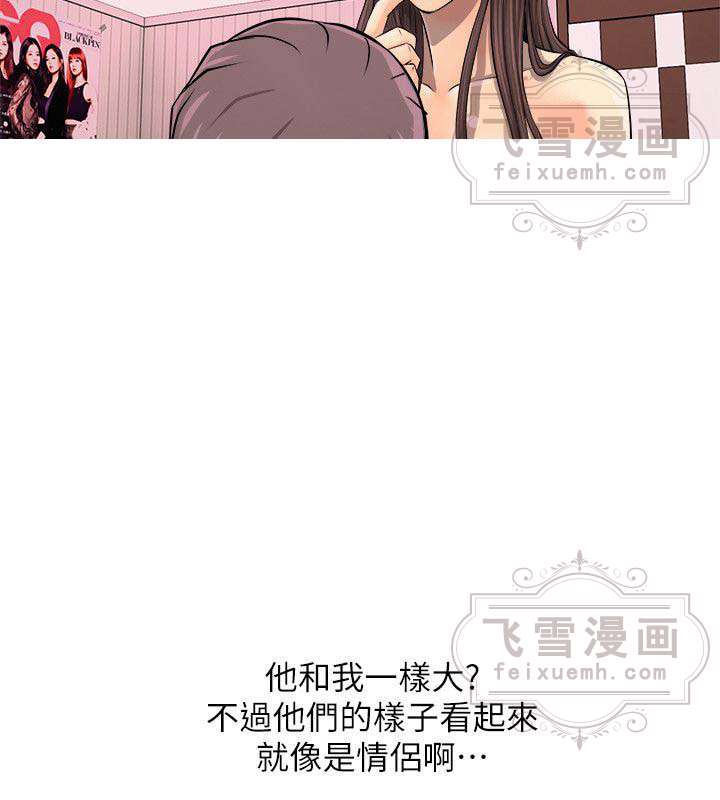 BLACKPINK
飞雪漫画
feixuemh.com
飞雪漫画
feixuemh.com
他和我一樣大?
不過他們的樣子看起來
就像是情侶啊⋯